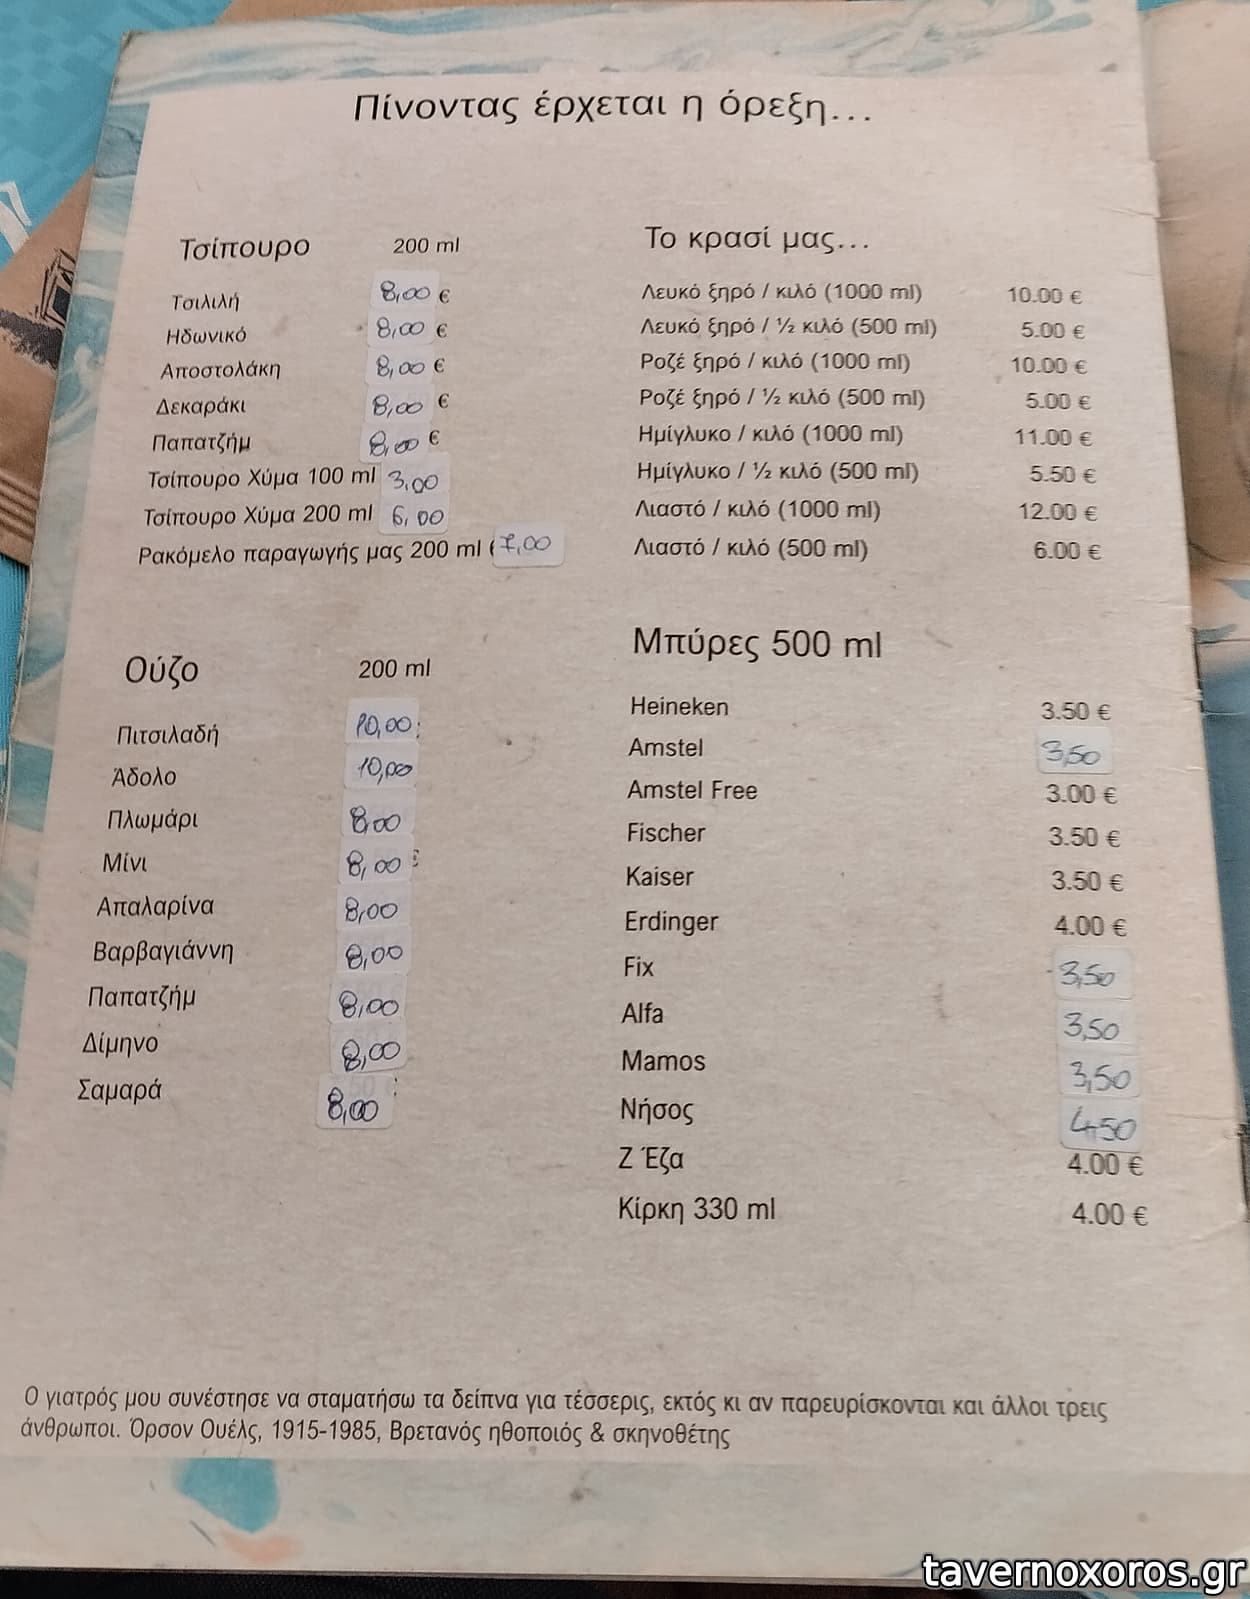 Πίνοντας έρχεται η όρεξη...
Τσίπουρο 200 ml
Τσιλιλή 8,00 €
Ηδωνικό 8,00 €
Αποστολάκη 8,00 €
Δεκαράκι 8,00 €
Παπατζήμ 8,00 €
Τσίπουρο Χύμα 100 ml 3,00
Τσίπουρο Χύμα 200 ml 6,00
Ρακόμελο παραγωγής μας 200 ml 7,00
Το κρασί μας...
Λευκό ξηρό / κιλό (1000 ml) 10.00 €
Λευκό ξηρό / ½ κιλό (500 ml) 5.00 €
Ροζέ ξηρό / κιλό (1000 ml) 10.00 €
Ροζέ ξηρό / ½ κιλό (500 ml) 5.00 €
Ημίγλυκο / κιλό (1000 ml) 11.00 €
Ημίγλυκο / ½ κιλό (500 ml) 5.50 €
Λιαστό / κιλό (1000 ml) 12.00 €
Λιαστό / κιλό (500 ml) 6.00 €
Ούζο 200 ml
Πιτσιλαδή 10,00
Άδολο 10,00
Πλωμάρι 8,00
Μίνι 8,00 €
Απαλαρίνα 8,00
Βαρβαγιάννη 8,00
Παπατζήμ 8,00
Δίμηνο 8,00
Σαμαρά 8,00
Μπύρες 500 ml
Heineken 3.50 €
Amstel 3,50
Amstel Free 3.00 €
Fischer 3.50 €
Kaiser 3.50 €
Erdinger 4.00 €
Fix 3,50
Alfa 3,50
Mamos 3,50
Νήσος 4,50
Ζ Έζα 4.00 €
Κίρκη 330 ml 4.00 €
Ο γιατρός μου συνέστησε να σταματήσω τα δείπνα για τέσσερις, εκτός κι αν παρευρίσκονται και άλλοι τρεις
άνθρωποι. Όρσον Ουέλς, 1915-1985, Βρετανός ηθοποιός & σκηνοθέτης
tavernoxoros.gr